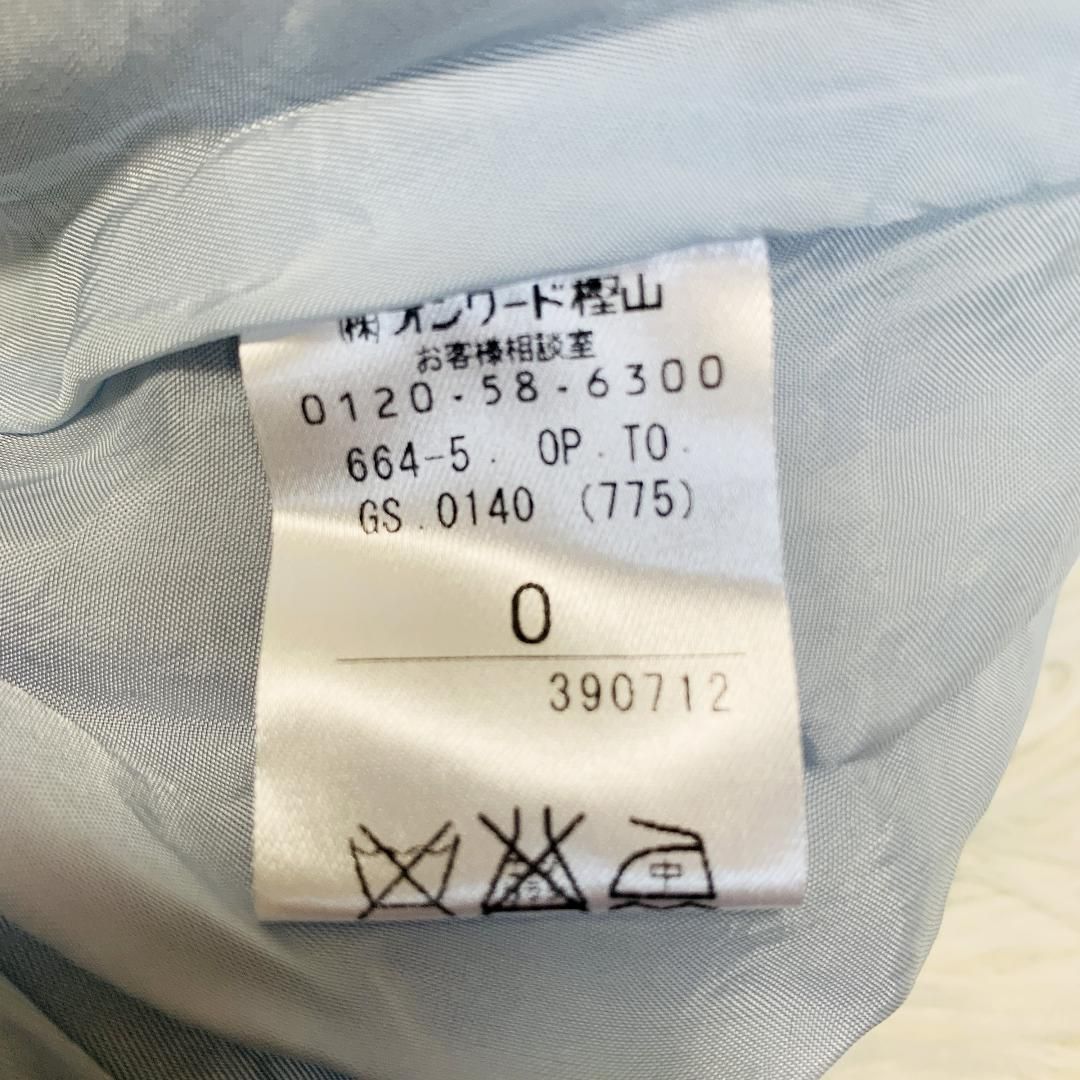 ㈱オンワード樫山
お客様相談室
0120-58-6300
664-5. OP. TO.
GS.0140 (775)
0
390712
中